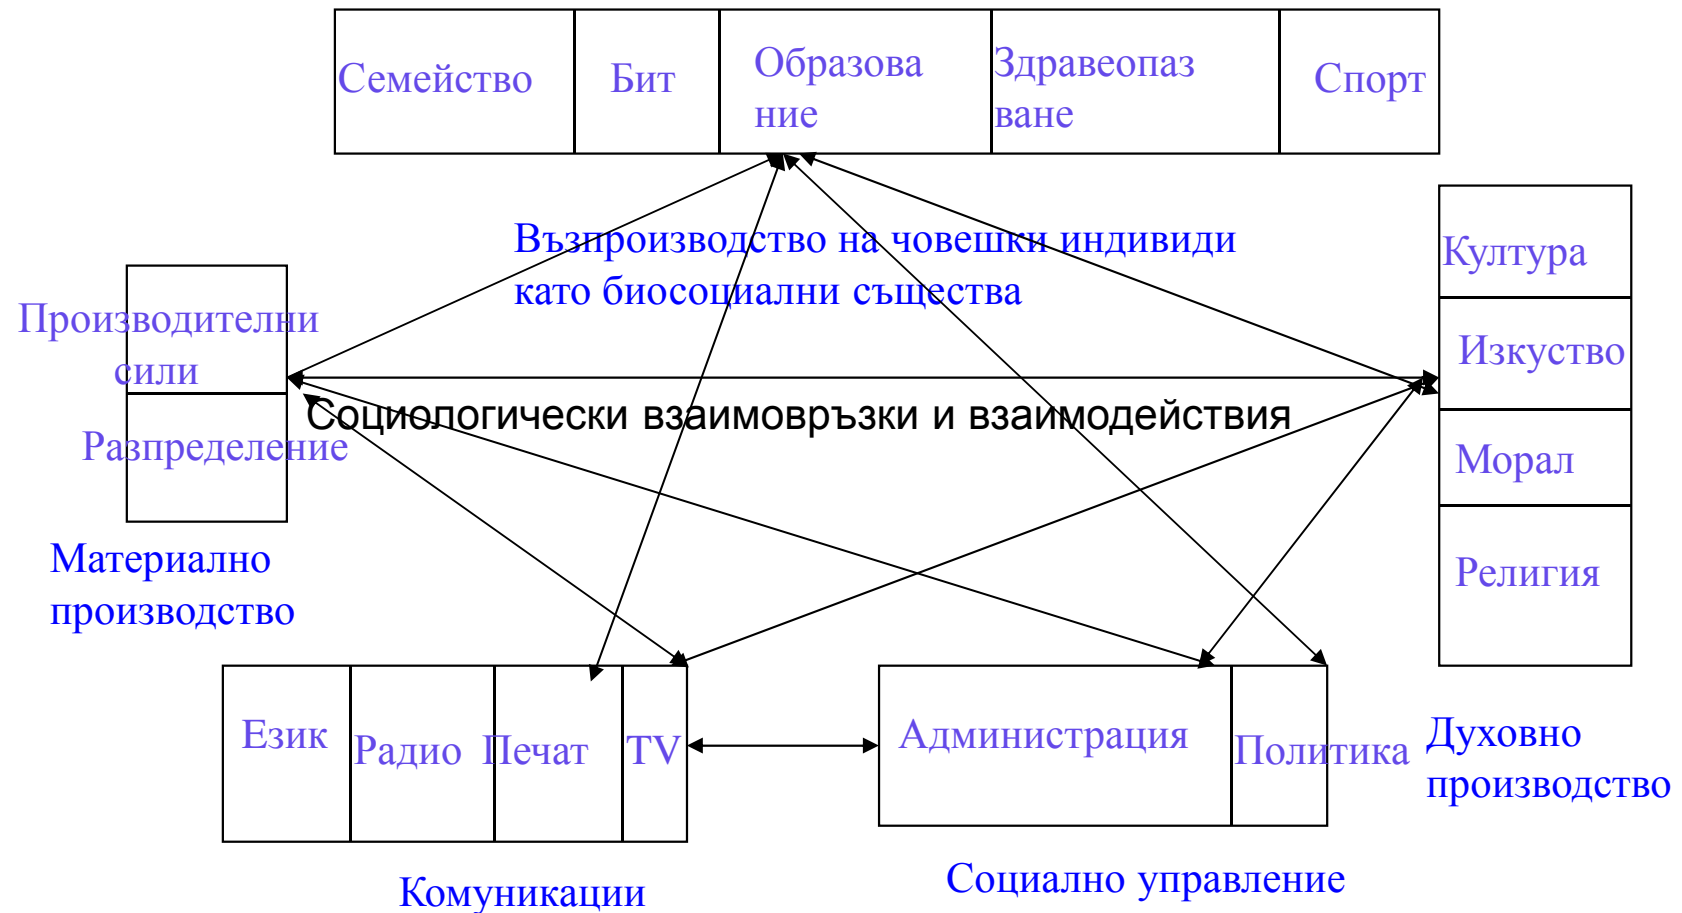 Семейство
Бит
Образова
ние
Здравеопаз
ване
Спорт
Възпроизводство на човешки индивиди
като биосоциални същества
Производителни
сили
Разпределение
Материално
производство
Социологически взаимовръзки и взаимодействия
Култура
Изкуство
Морал
Религия
Духовно
производство
Език
Радио
Печат
TV
Комуникации
Администрация
Политика
Социално управление